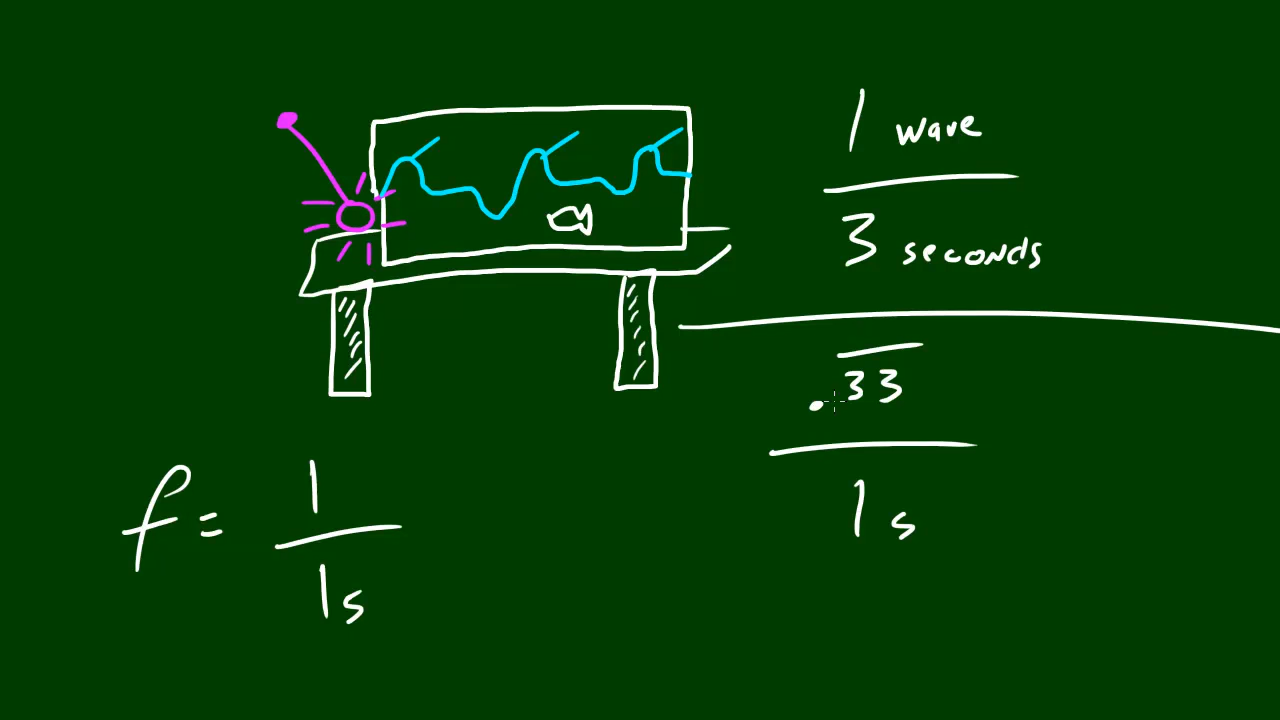 1 wave
3 seconds
.33
1 s
f = 1
1s